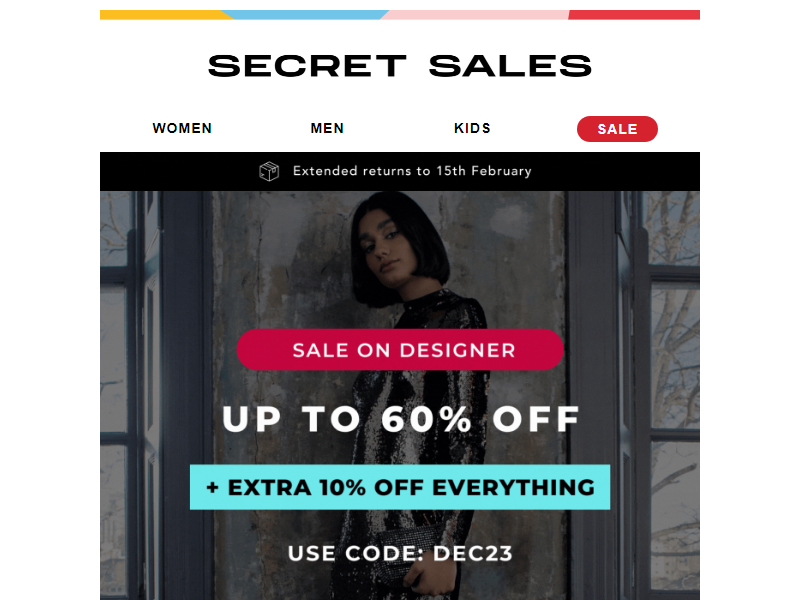 SECRET SALES
WOMEN MEN KIDS SALE
Extended returns to 15th February
SALE ON DESIGNER
UP TO 60% OFF
+ EXTRA 10% OFF EVERYTHING
USE CODE: DEC23